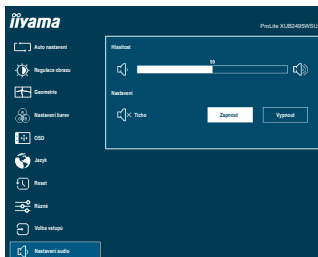 iiyama
ProLite XUB2495WSU
Auto nastavení
Regulace obrazu
Geometrie
Nastavení barev
OSD
Jazyk
Reset
Různé
Volba vstupů
Nastavení audio
Hlasitost
50
Nastavení
Ticho
Zapnout
Vypnout